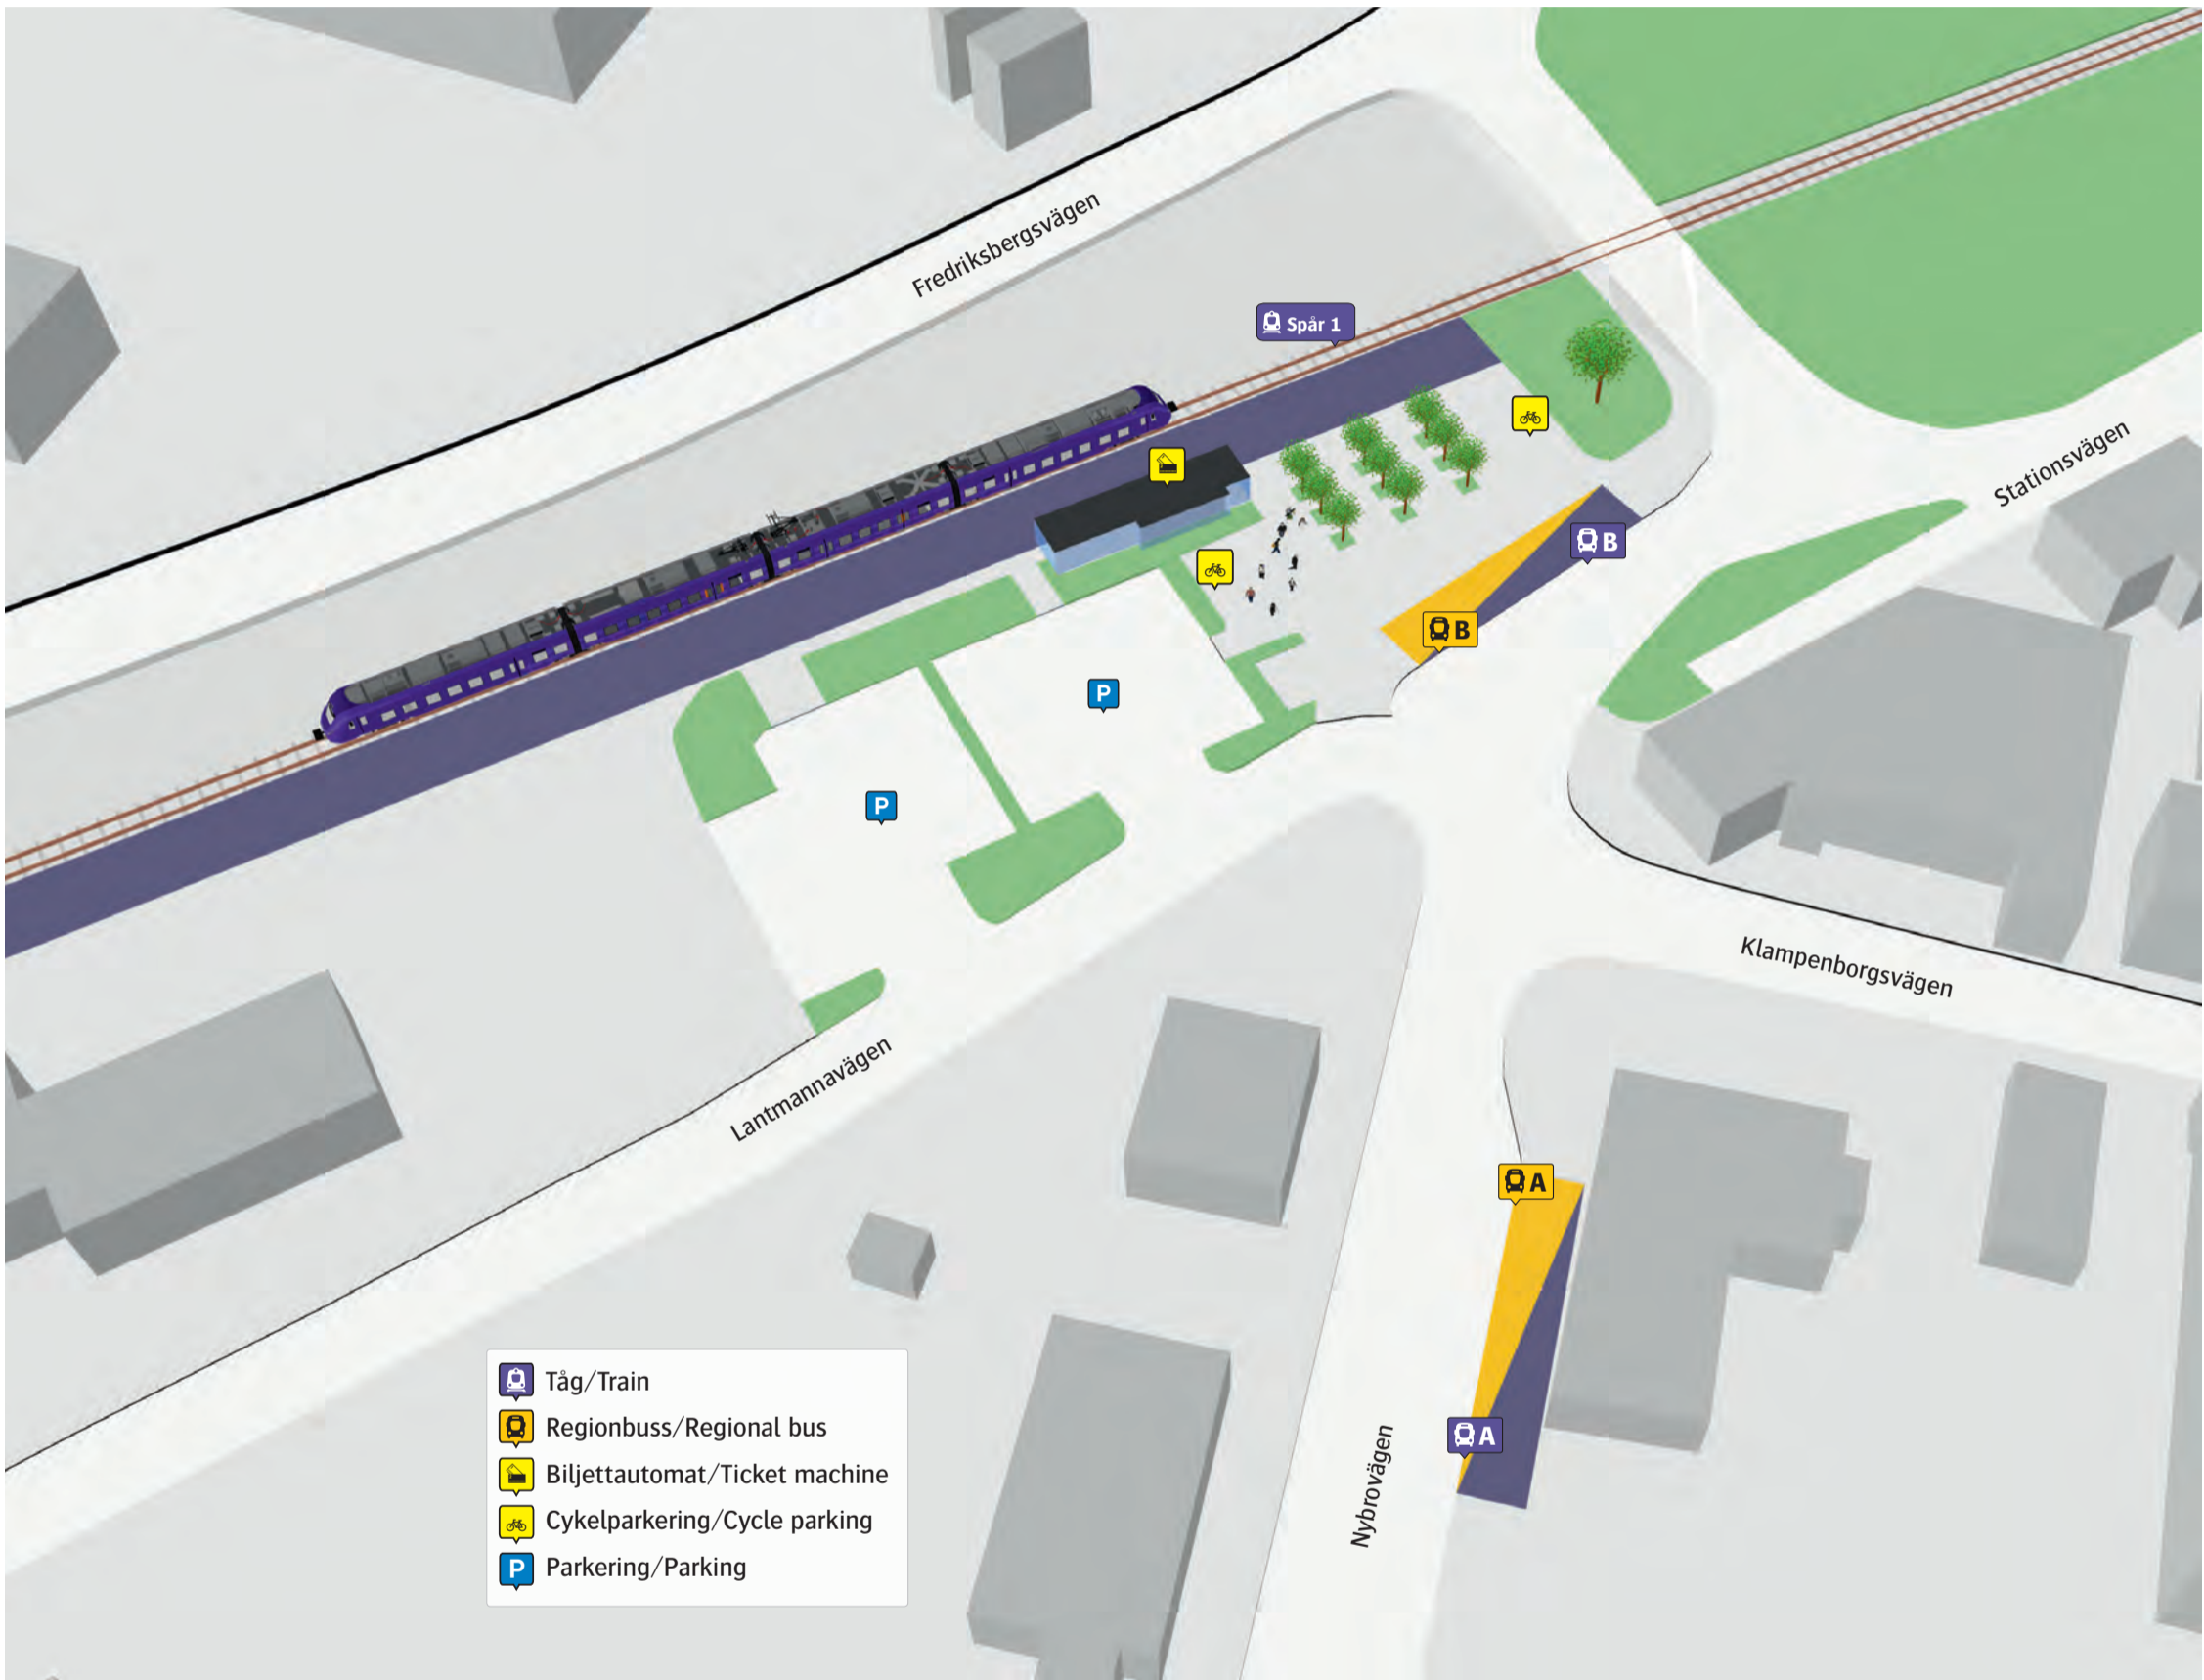 Fredriksbergsvägen
Spår 1
Stationsvägen
B
B
P
P
Klampenborgsvägen
Lantmannavägen
A
A
Nybrovägen
Tåg/Train
Regionbuss/Regional bus
Biljettautomat/Ticket machine
Cykelparkering/Cycle parking
P Parkering/Parking